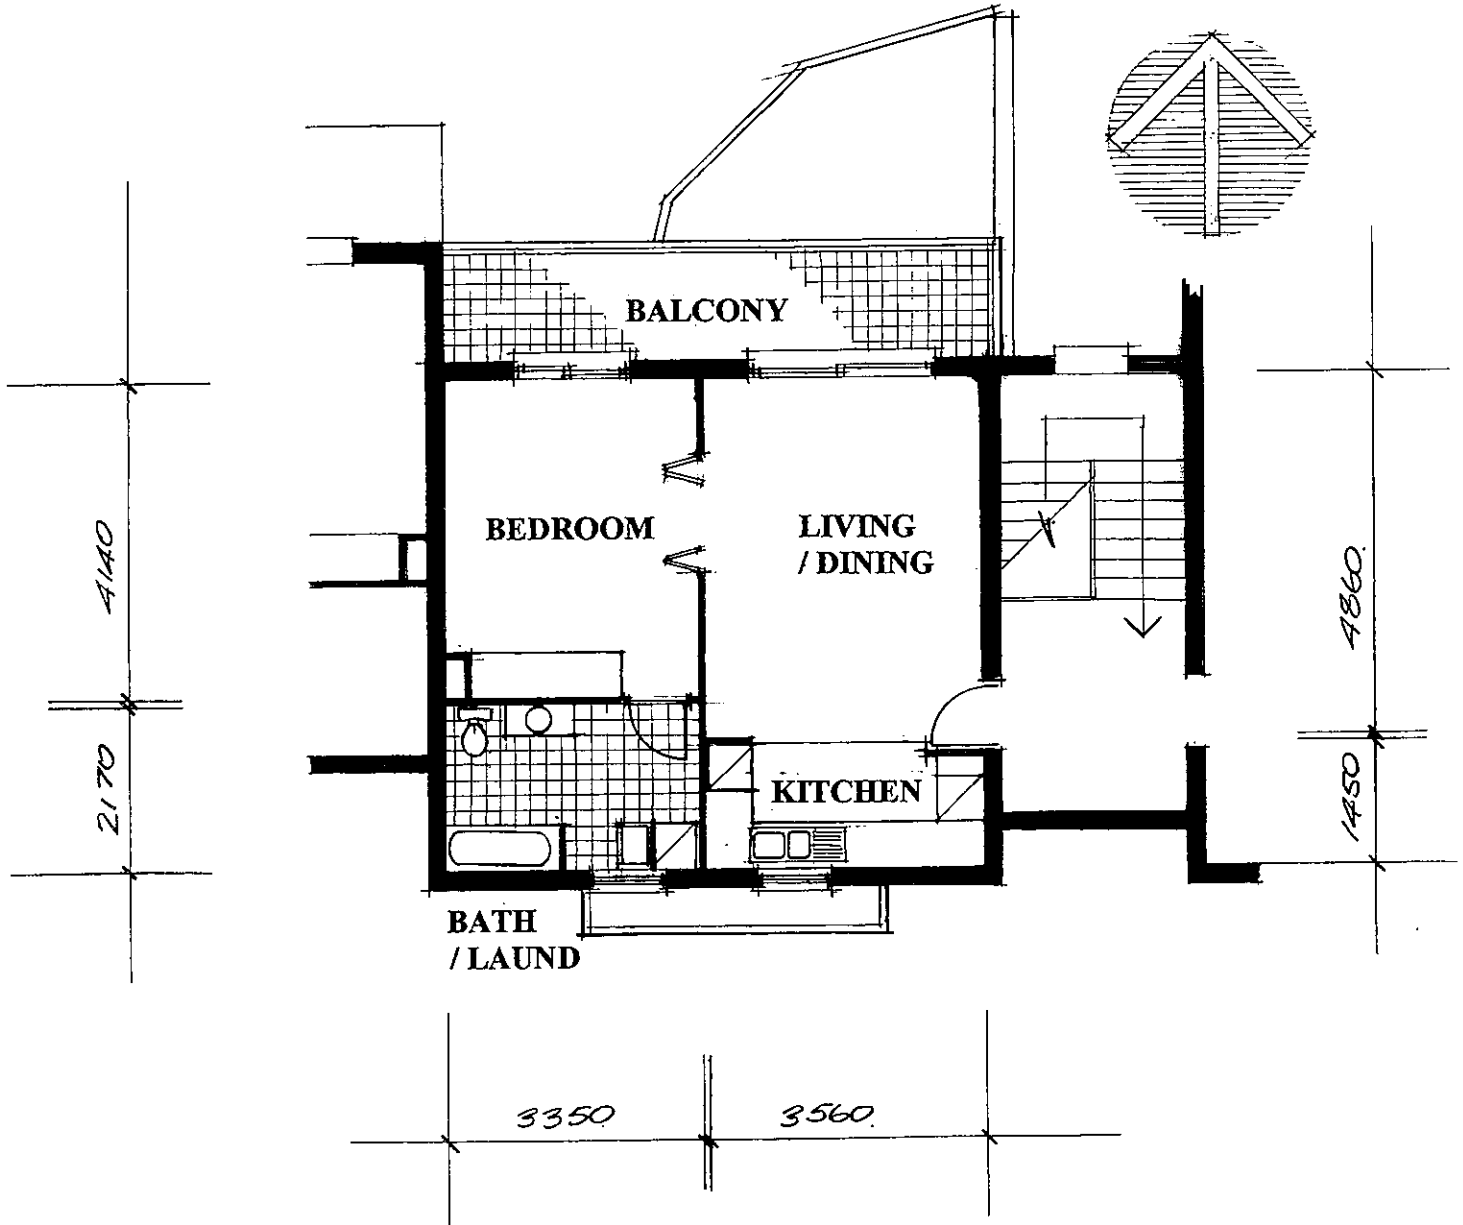 BALCONY
BEDROOM
LIVING
/ DINING
4140
4860.
2170
KITCHEN
1450
BATH
/ LAUND
3350
3560.